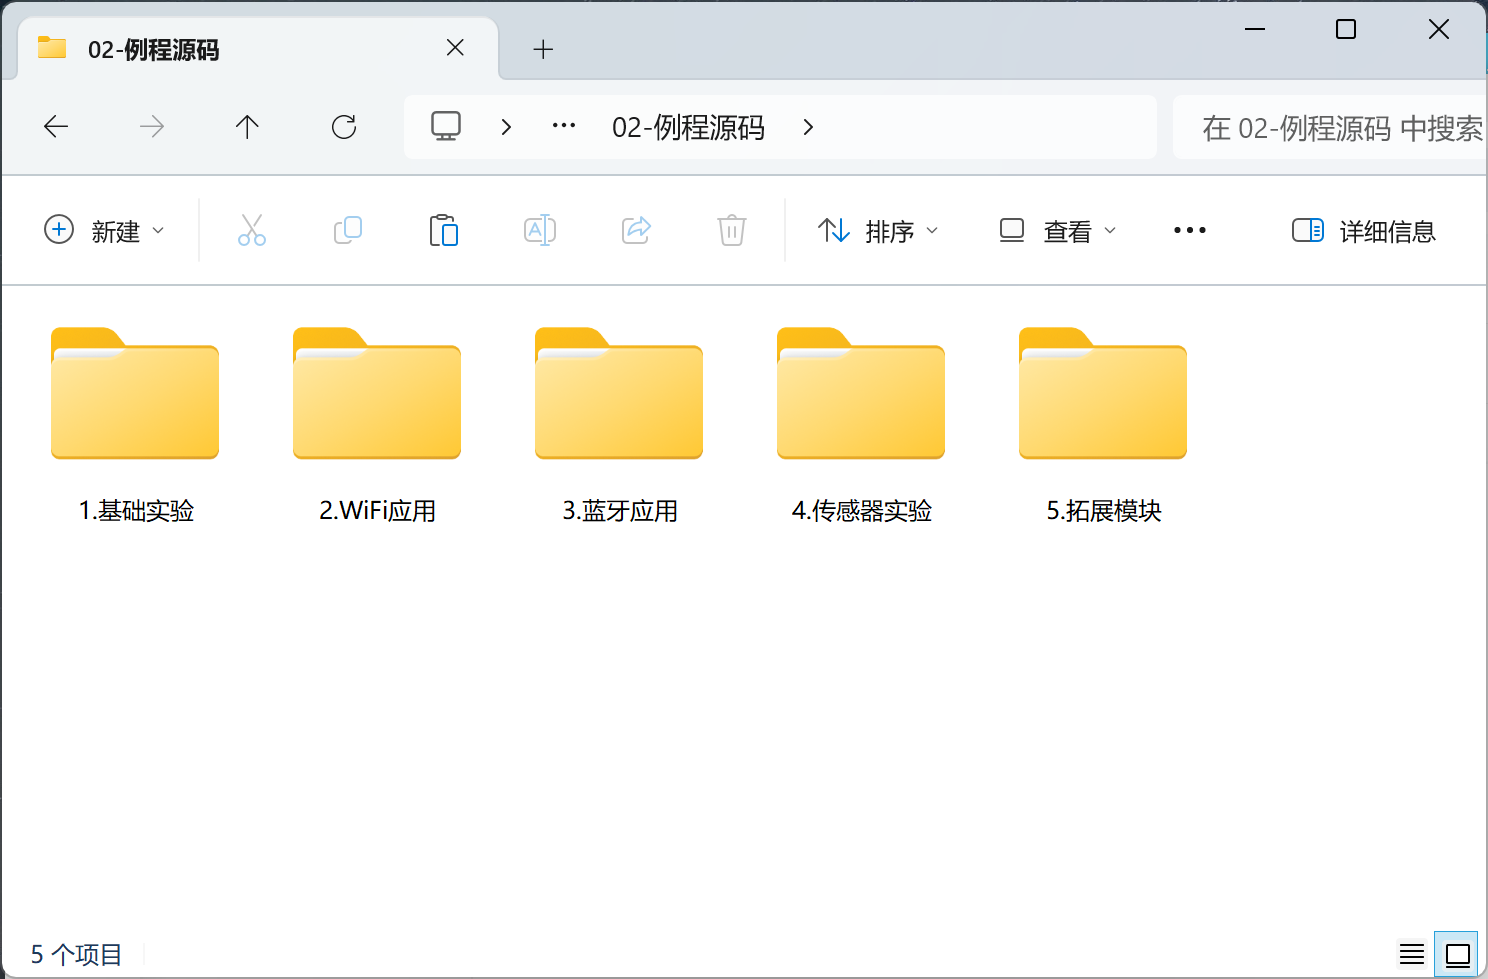 02-例程源码
02-例程源码
在 02-例程源码 中搜索
新建
排序
查看
详细信息
1.基础实验
2.WiFi应用
3.蓝牙应用
4.传感器实验
5.拓展模块
5 个项目